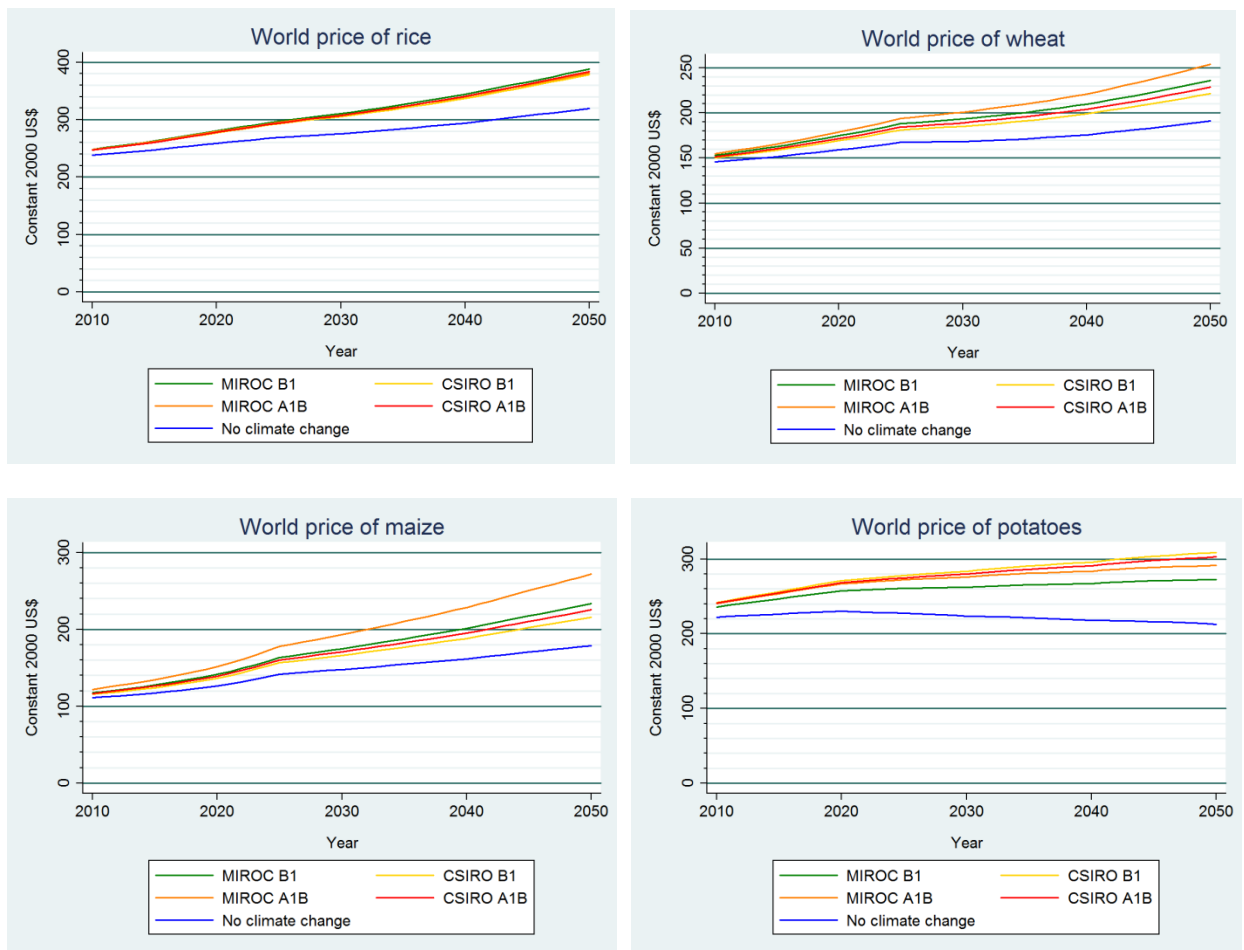 World price of rice
Constant 2000 US$
400
300
200
100
0
2010 2020 2030 2040 2050
Year
MIROC B1 CSIRO B1
MIROC A1B CSIRO A1B
No climate change
World price of wheat
Constant 2000 US$
250
200
150
100
50
0
2010 2020 2030 2040 2050
Year
MIROC B1 CSIRO B1
MIROC A1B CSIRO A1B
No climate change
World price of maize
Constant 2000 US$
300
200
100
0
2010 2020 2030 2040 2050
Year
MIROC B1 CSIRO B1
MIROC A1B CSIRO A1B
No climate change
World price of potatoes
Constant 2000 US$
300
200
100
0
2010 2020 2030 2040 2050
Year
MIROC B1 CSIRO B1
MIROC A1B CSIRO A1B
No climate change